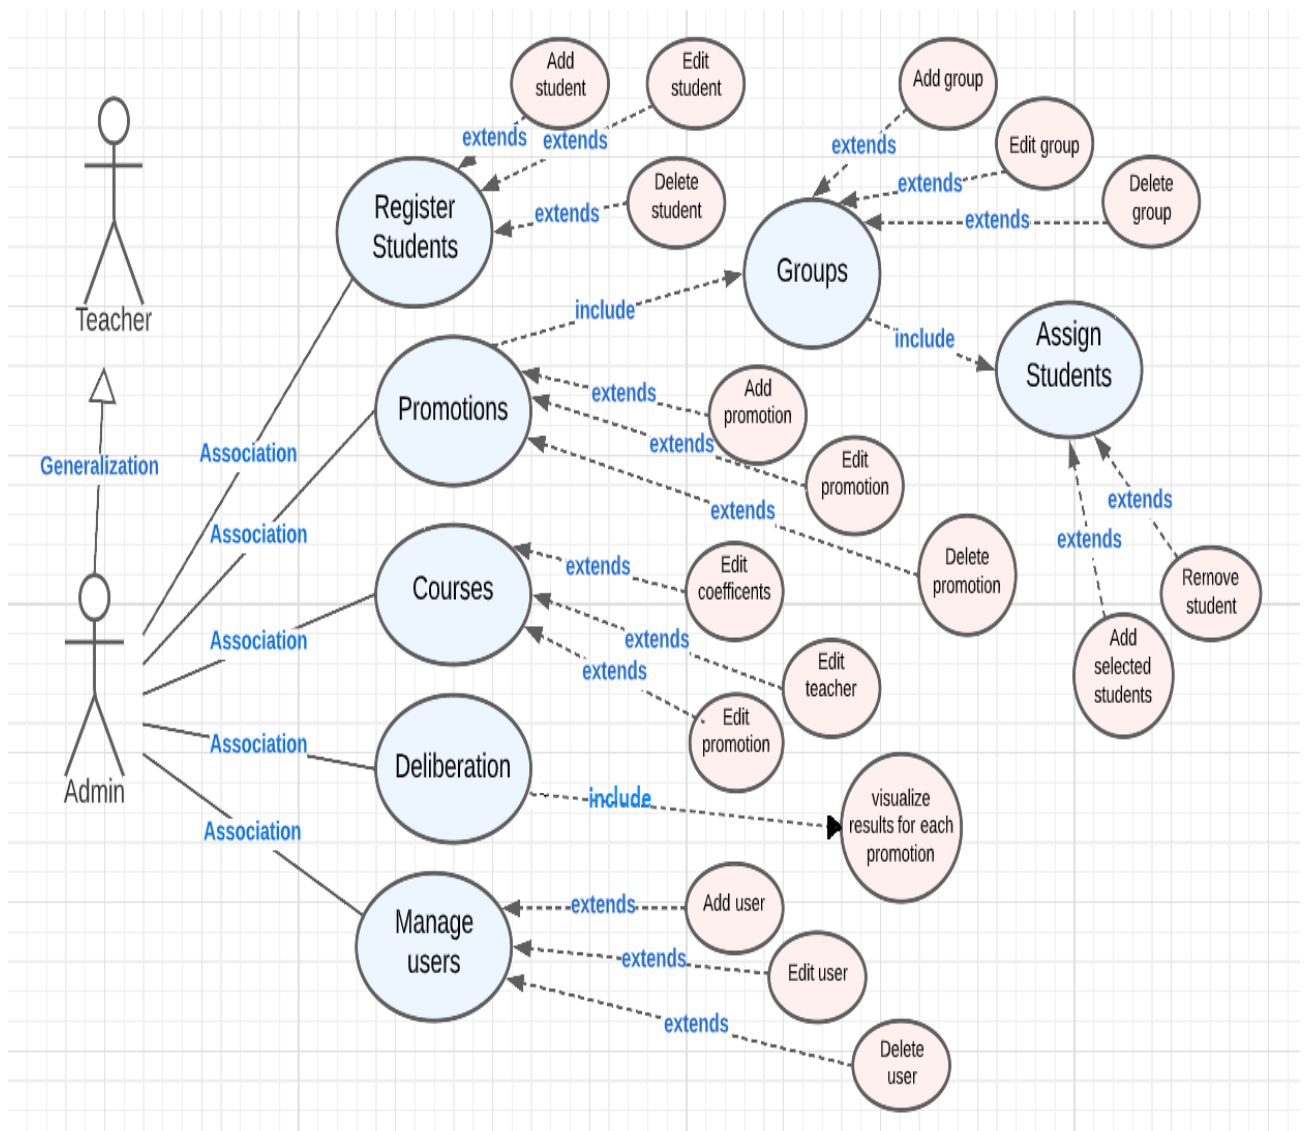 Add
student
Edit
student
Add group
extends
extends
extends
Edit group
Teacher
Register
Students
Delete
student
extends
extends
Delete
group
extends
Groups
include
include
Assign
Students
Promotions
extends
Add
promotion
extends
Edit
promotion
extends
Delete
promotion
extends
extends
Rernove
student
Add
selected
students
Generalization
Association
Association
Association
Association
Association
Admin
Courses
extends
Edit
coefficents
extends
Edit
teacher
extends
Edit
promotion
Deliberation
include
visualize
results for each
promotion
Manage
users
extends
Add user
extends
Edit user
extends
Delete
user